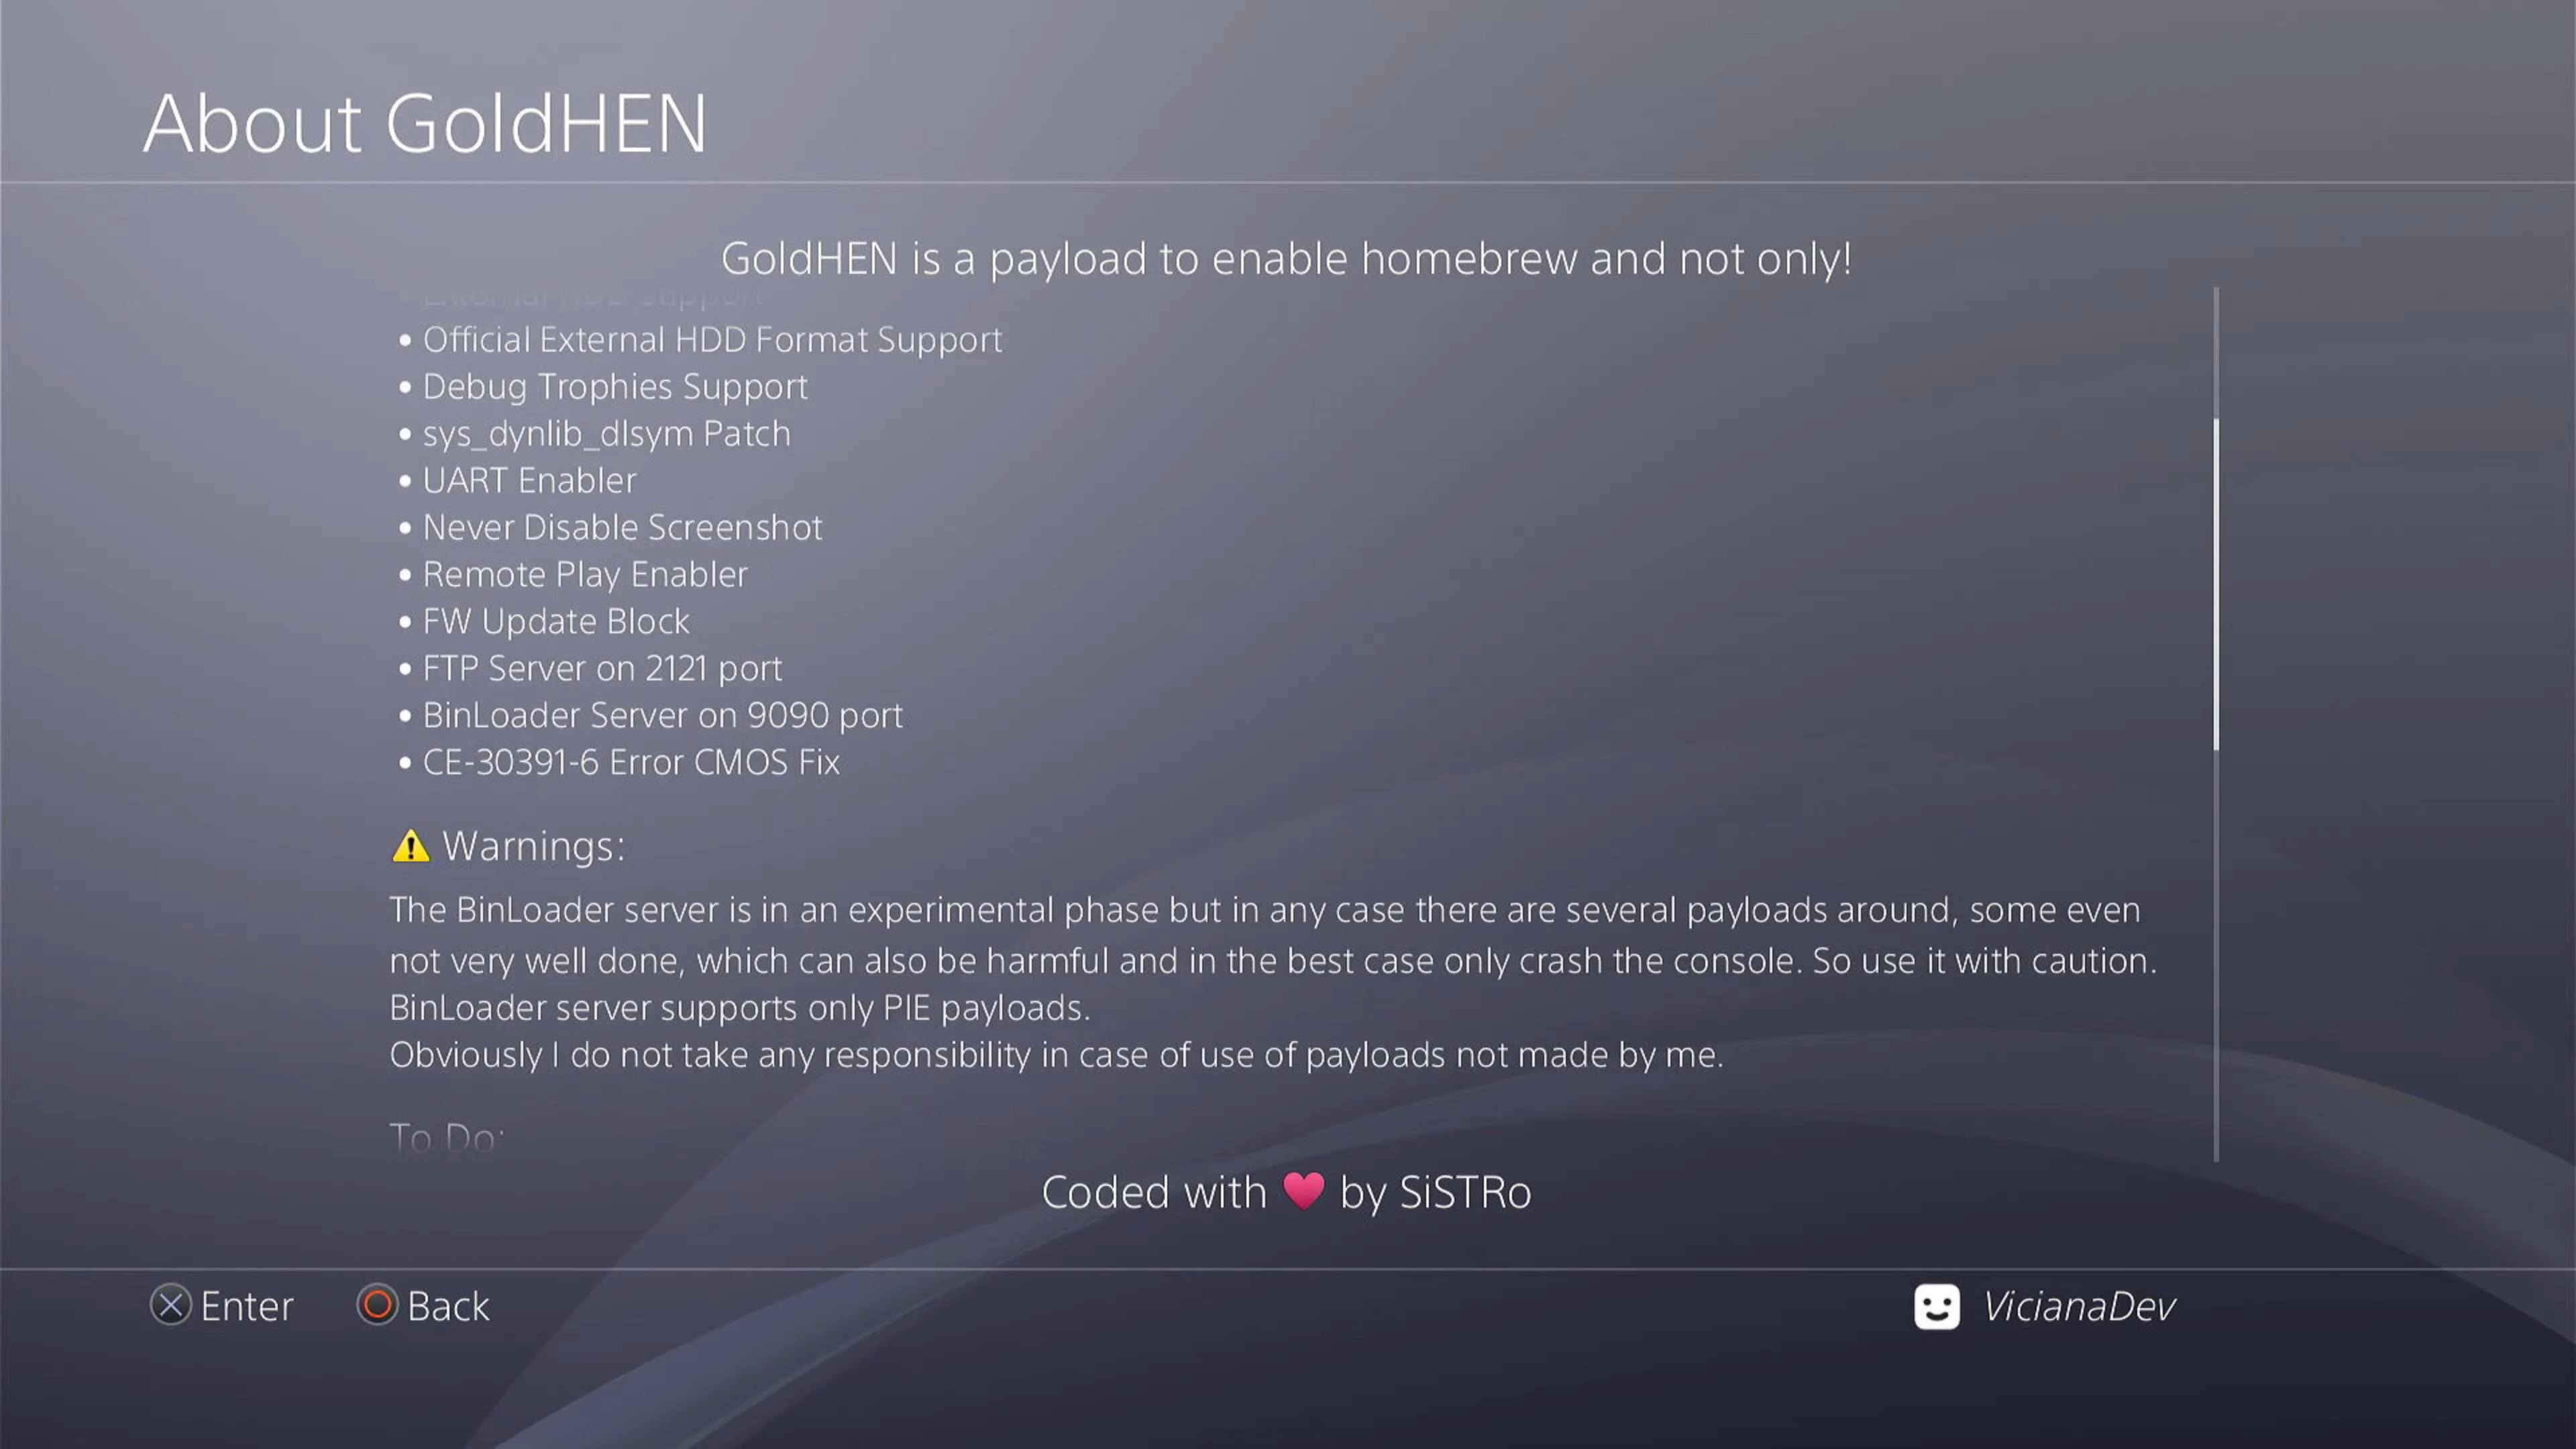 About GoldHEN
GoldHEN is a payload to enable homebrew and not only!
• External HDD Support
• Official External HDD Format Support
• Debug Trophies Support
• sys_dynlib_dlsym Patch
• UART Enabler
• Never Disable Screenshot
• Remote Play Enabler
• FW Update Block
• FTP Server on 2121 port
• BinLoader Server on 9090 port
• CE-30391-6 Error CMOS Fix
⚠ Warnings:
The BinLoader server is in an experimental phase but in any case there are several payloads around, some even
not very well done, which can also be harmful and in the best case only crash the console. So use it with caution.
BinLoader server supports only PIE payloads.
Obviously I do not take any responsibility in case of use of payloads not made by me.
To Do:
Coded with ♥ by SiSTRo
Enter Back VicianaDev